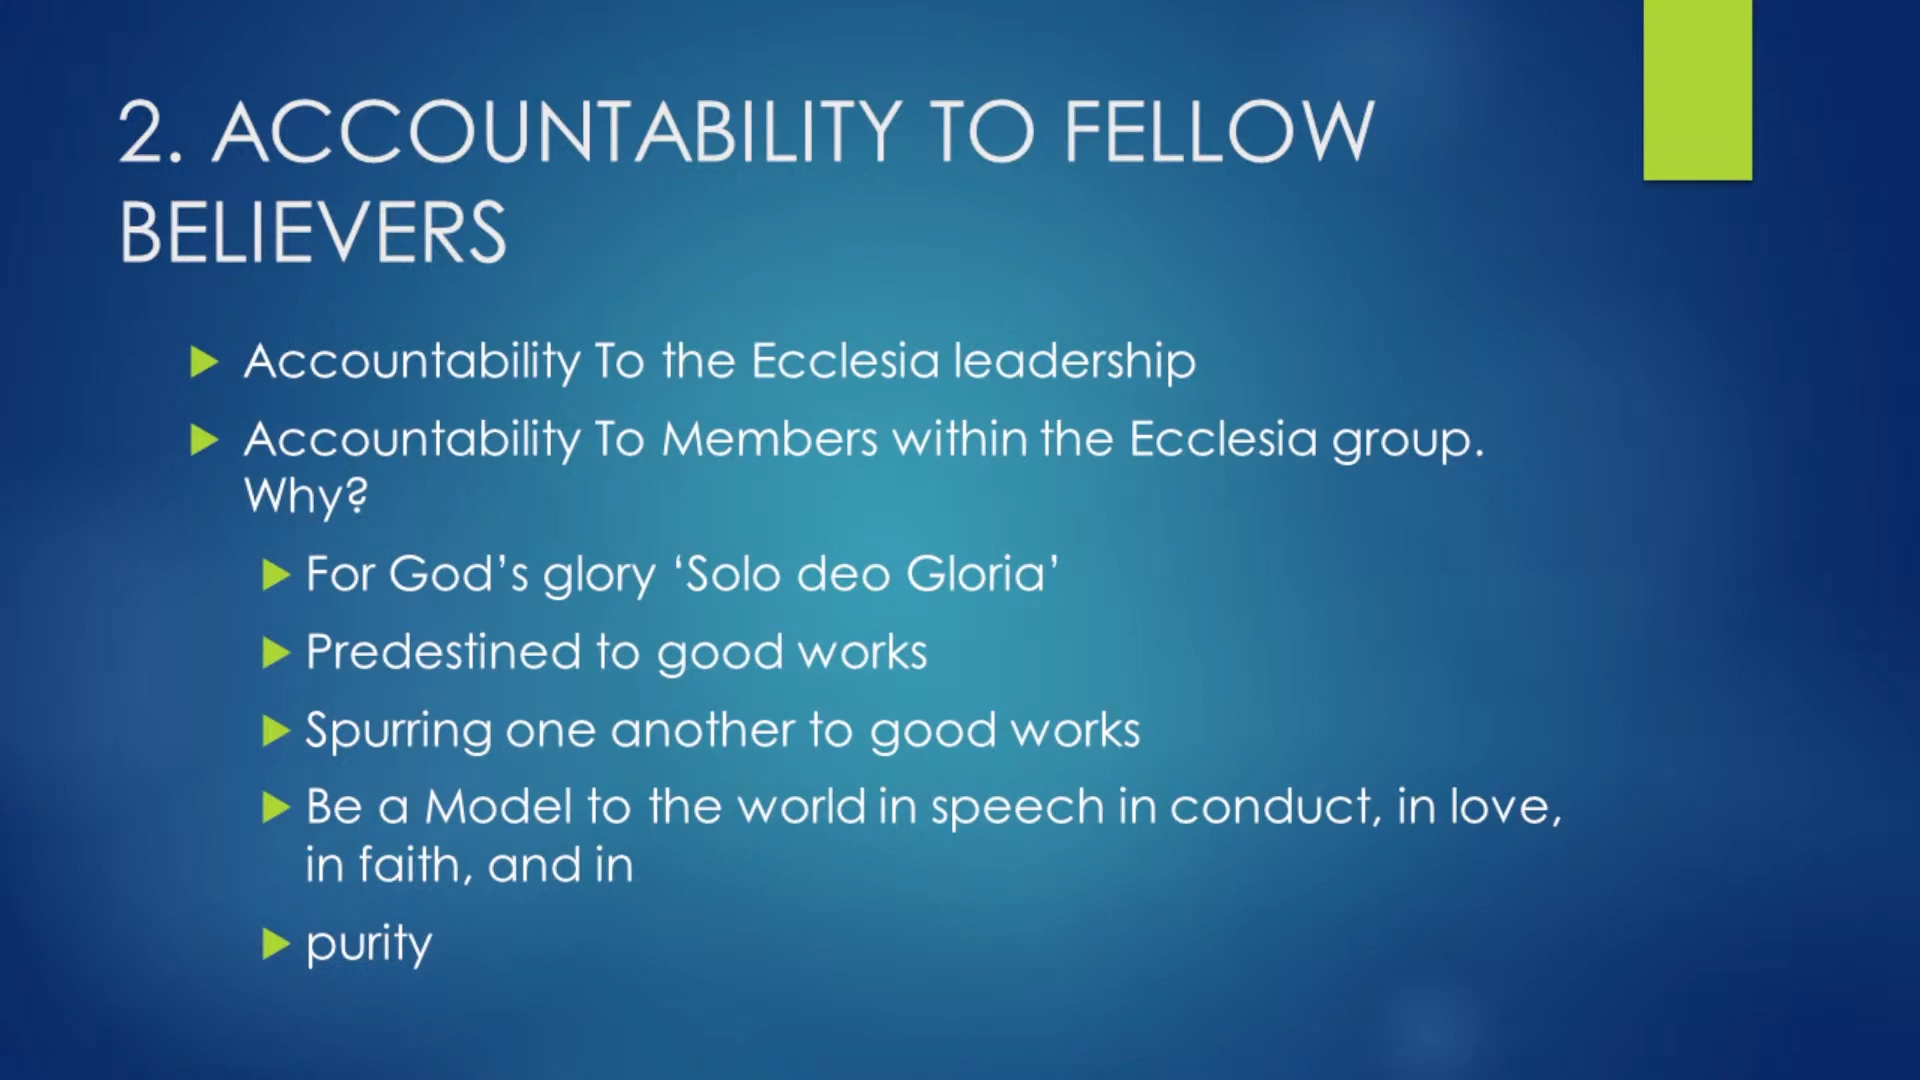 2. ACCOUNTABILITY TO FELLOW
BELIEVERS
Accountability To the Ecclesia leadership
Accountability To Members within the Ecclesia group.
Why?
For God’s glory ‘Solo deo Gloria’
Predestined to good works
Spurring one another to good works
Be a Model to the world in speech in conduct, in love,
in faith, and in
purity